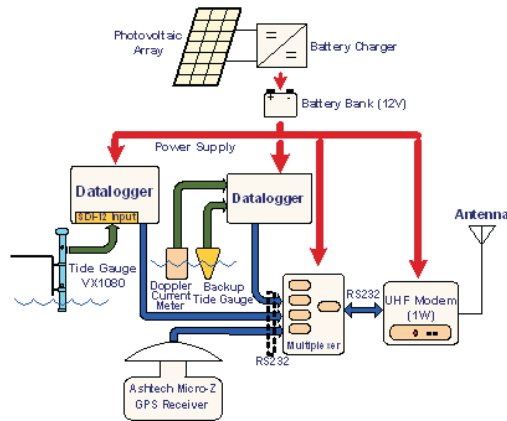 Photovoltaic
Array
Battery Charger
+ -
Battery Bank (12V)
Power Supply
Datalogger
SDI-12 Input
Datalogger
Antenna
Tide Gauge
VX1080
Doppler
Current
Meter
Backup
Tide Gauge
RS232
Multiplexer
RS232
UHF Modem
(1W)
Ashtech Micro-Z
GPS Receiver